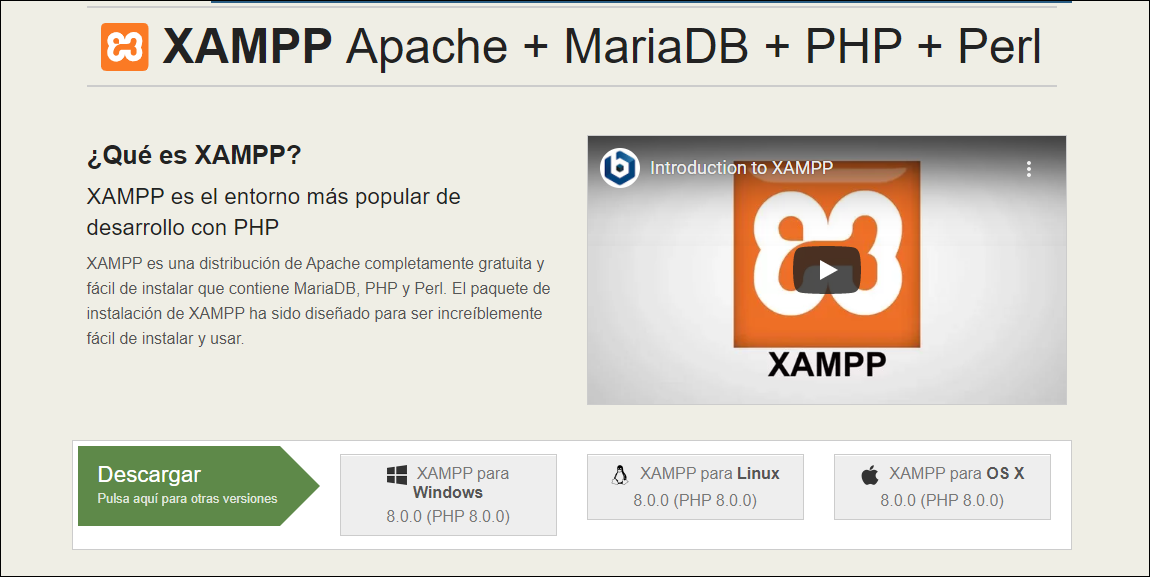 XAMPP Apache + MariaDB + PHP + Perl
¿Qué es XAMPP?
XAMPP es el entorno más popular de
desarrollo con PHP
XAMPP es una distribución de Apache completamente gratuita y
fácil de instalar que contiene MariaDB, PHP y Perl. El paquete de
instalación de XAMPP ha sido diseñado para ser increíblemente
fácil de instalar y usar.
Introduction to XAMPP
XAMPP
Descargar
Pulsa aquí para otras versiones
XAMPP para
Windows
8.0.0 (PHP 8.0.0)
XAMPP para Linux
8.0.0 (PHP 8.0.0)
XAMPP para OS X
8.0.0 (PHP 8.0.0)